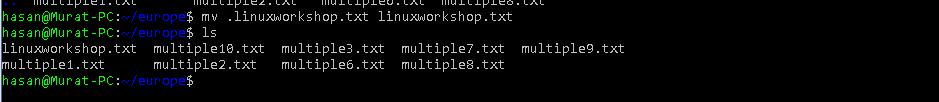 ..  multiple1.txt      multiple2.txt  multiple6.txt  multiple8.txt
hasan@Murat-PC:~/europe$ mv .linuxworkshop.txt linuxworkshop.txt
hasan@Murat-PC:~/europe$ ls
linuxworkshop.txt  multiple10.txt  multiple3.txt  multiple7.txt  multiple9.txt
multiple1.txt      multiple2.txt   multiple6.txt  multiple8.txt
hasan@Murat-PC:~/europe$